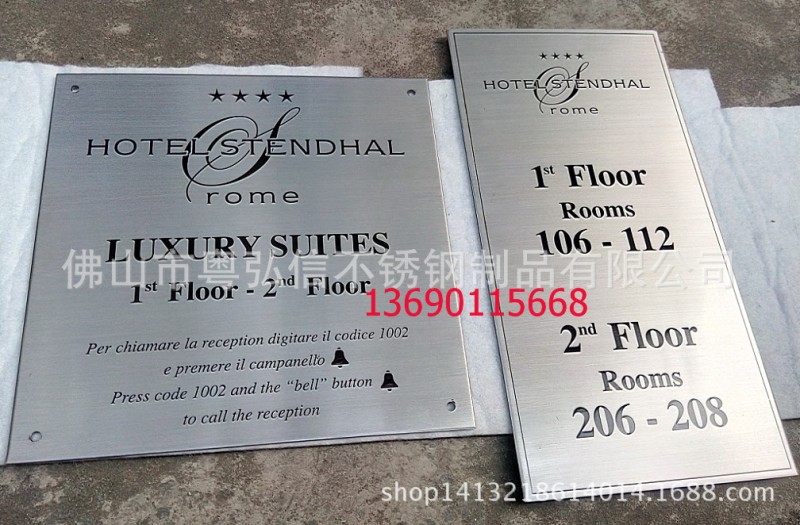 ★★★★
HOTEL STENDHAL
S
rome
LUXURY SUITES
1st Floor - 2nd Floor
Per chiamare la reception digitare il codice 1002
e premere il campanello
Press code 1002 and the “bell” button
to call the reception
★★★★
HOTEL STENDHAL
S
rome
1st Floor
Rooms
106 - 112
2nd Floor
Rooms
206 - 208
佛山市粤弘信不锈钢制品有限公司
13690115668
shop1413218614014.1688.com